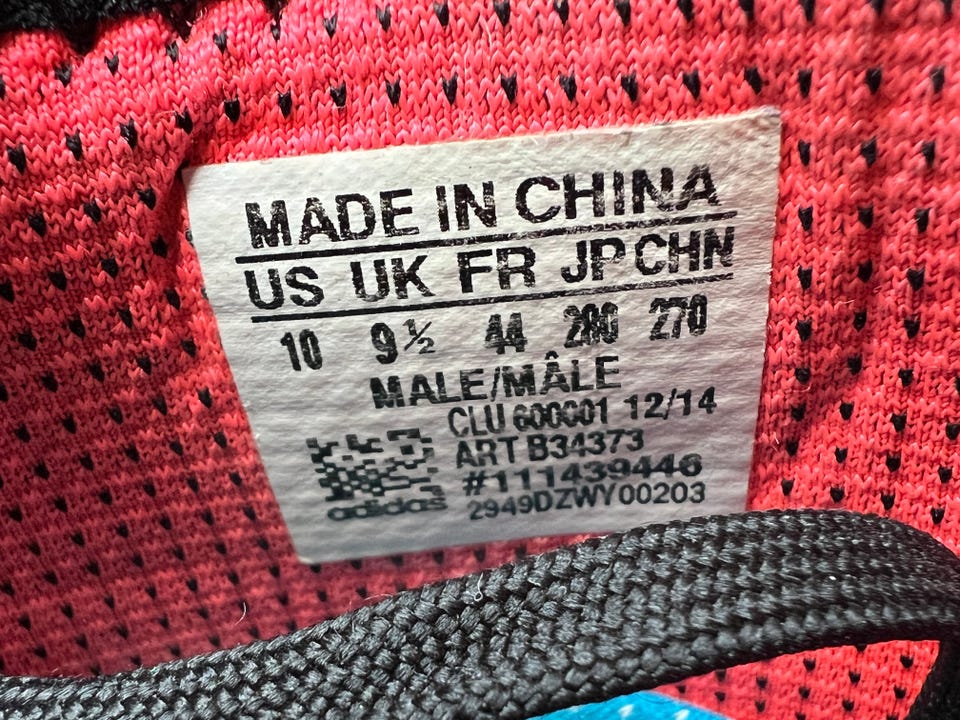 MADE IN CHINA
US UK FR JP CHN
10 9½ 44 280 270
MALE/MÂLE
CLU 600001 12/14
ART B34373
#111439446
2949DZWY00203
adidas